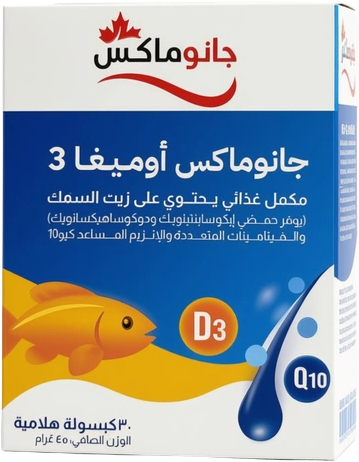 جانوماكس
جانوماكس أوميغا 3
مكمل غذائي يحتوي على زيت السمك
(يوفر حمضي إيكوسابنتينويك ودوكوساهيكسانويك)
والفيتامينات المتعددة والإنزيم المساعد كيو10
D3
Q10
٣٠ كبسولة هلامية
الوزن الصافي: ٤٥ غرام